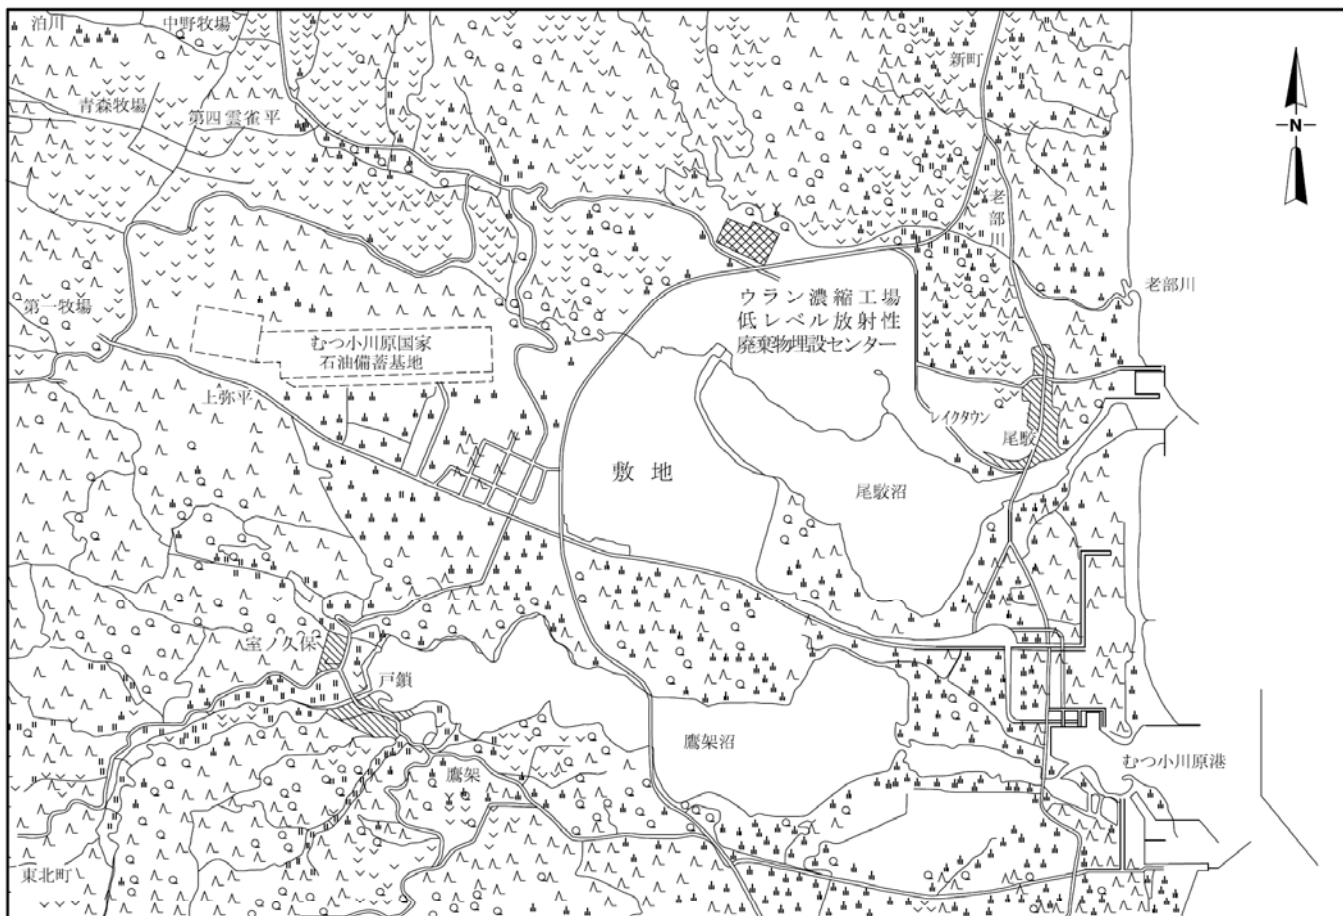 泊川
中野牧場
新町
青森牧場
第四雲雀平
N
老部川
老部川
第一牧場
ウラン濃縮工場
低レベル放射性
廃棄物埋設センター
むつ小川原国家
石油備蓄基地
上弥平
レイクタウン
尾駮
敷地
尾駮沼
室ノ久保
戸鎖
鷹架沼
むつ小川原港
鷹架
東北町